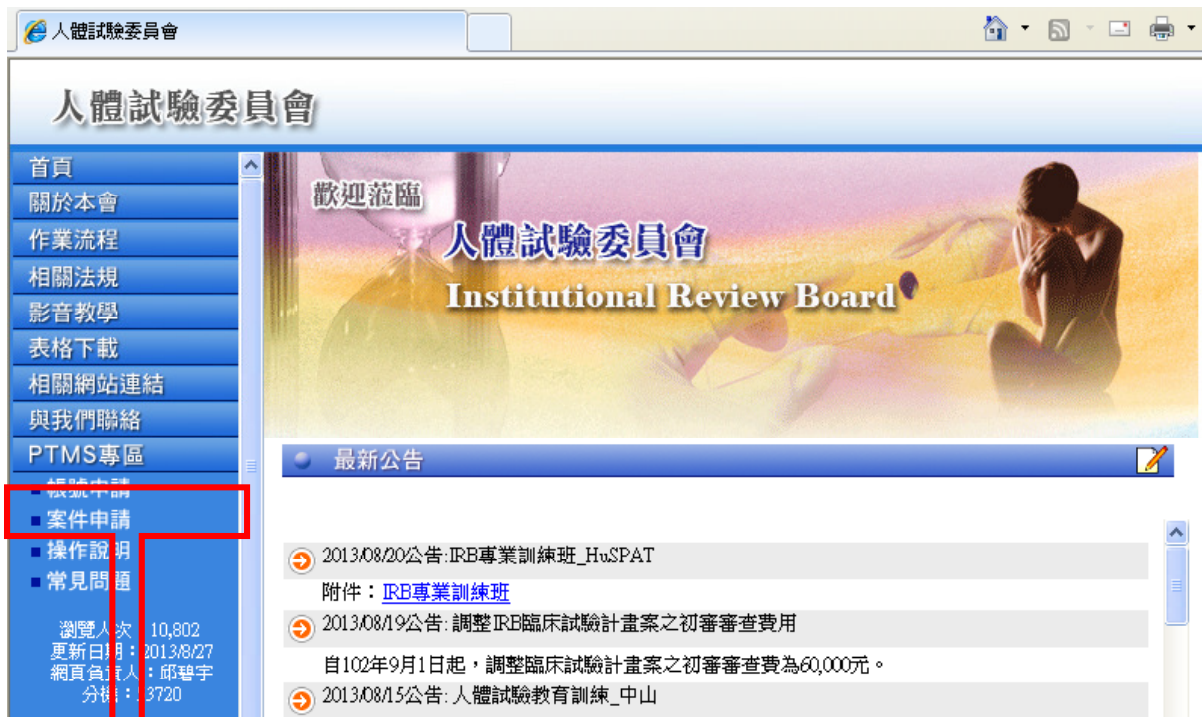 人體試驗委員會
人體試驗委員會
首頁
關於本會
作業流程
相關法規
影音教學
表格下載
相關網站連結
與我們聯絡
PTMS專區
帳號申請
案件申請
操作說明
常見問題
瀏覽人次：10,802
更新日期：2013/8/27
網頁負責人：邱碧宇
分機：3720
歡迎蒞臨
人體試驗委員會
Institutional Review Board
最新公告
2013/08/20公告:IRB專業訓練班_HuSPAT
附件：IRB專業訓練班
2013/08/19公告: 調整IRB臨床試驗計畫案之初審審查費用
自102年9月1日起，調整臨床試驗計畫案之初審審查費為60,000元。
2013/08/15公告: 人體試驗教育訓練_中山